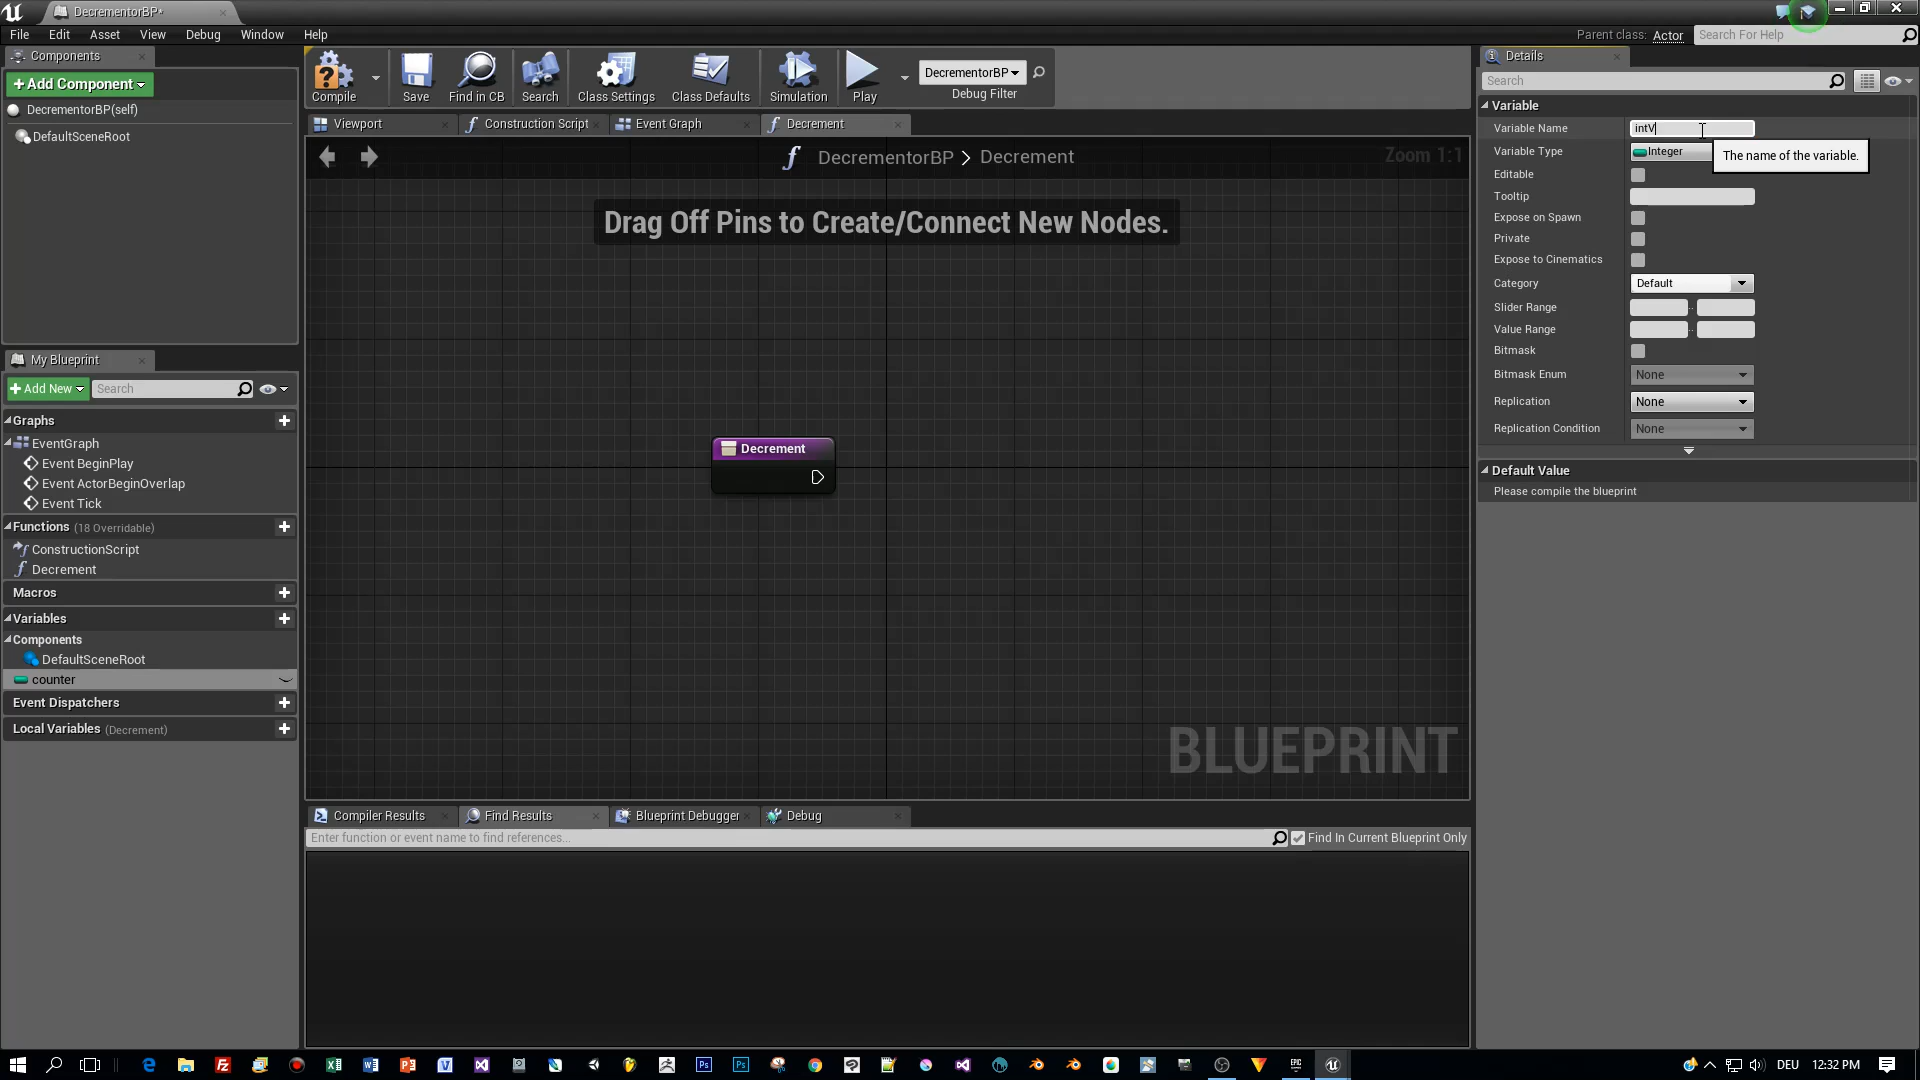 DecrementorBP*
File Edit Asset View Debug Window Help
Parent class: Actor
Search For Help
Components
+Add Component
DecrementorBP(self)
DefaultSceneRoot
Compile
Save
Find in CB
Search
Class Settings
Class Defaults
Simulation
Play
DecrementorBP
Debug Filter
Viewport
Construction Script
Event Graph
Decrement
DecrementorBP > Decrement
Zoom 1:1
Drag Off Pins to Create/Connect New Nodes.
Decrement
BLUEPRINT
My Blueprint
+Add New
Search
Graphs
EventGraph
Event BeginPlay
Event ActorBeginOverlap
Event Tick
Functions (18 Overridable)
ConstructionScript
Decrement
Macros
Variables
Components
DefaultSceneRoot
counter
Event Dispatchers
Local Variables (Decrement)
Compiler Results
Find Results
Blueprint Debugger
Debug
Enter function or event name to find references...
Find In Current Blueprint Only
Details
Search
Variable
Variable Name intV
Variable Type Integer
The name of the variable.
Editable
Tooltip
Expose on Spawn
Private
Expose to Cinematics
Category Default
Slider Range
Value Range
Bitmask
Bitmask Enum None
Replication None
Replication Condition None
Default Value
Please compile the blueprint
DEU 12:32 PM